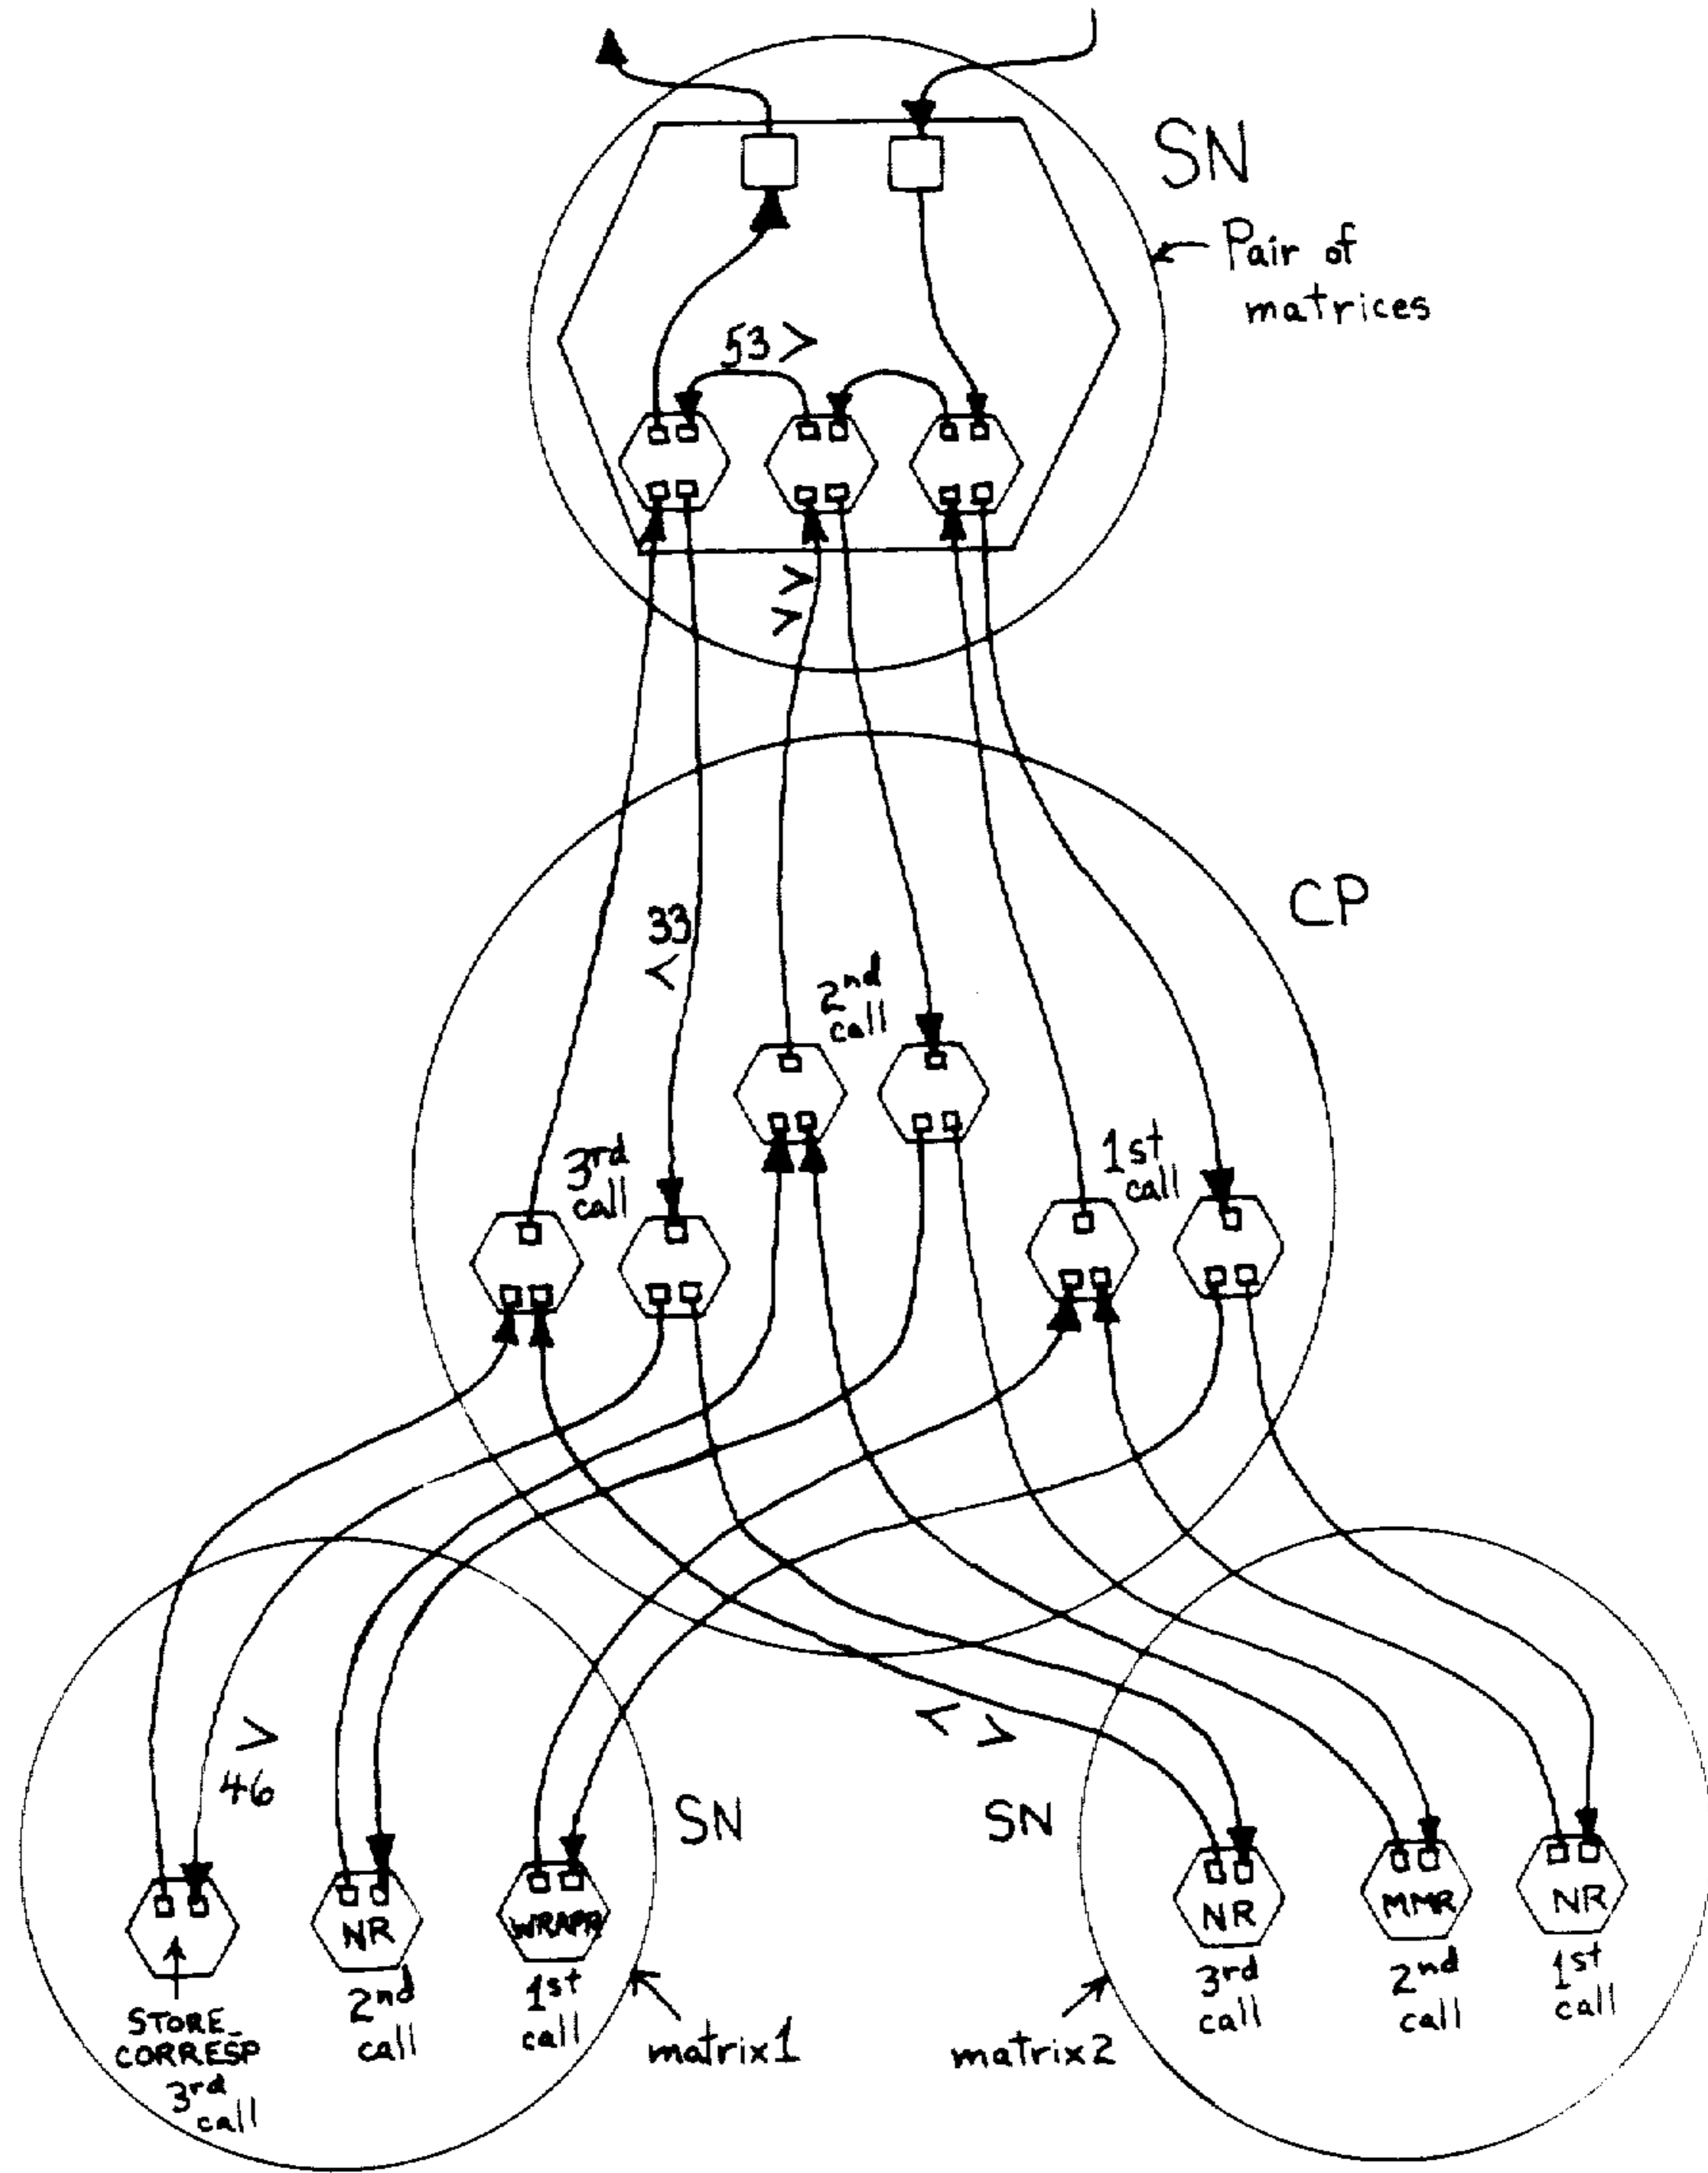 SN
Pair of
matrices
53 >
> >
CP
33
<
2nd
call
3rd
call
1st
call
< >
>
46
SN
SN
NR
WRAPR
NR
MMR
NR
STORE_
CORRESP
3rd
call
2nd
call
1st
call
matrix1
matrix2
3rd
call
2nd
call
1st
call